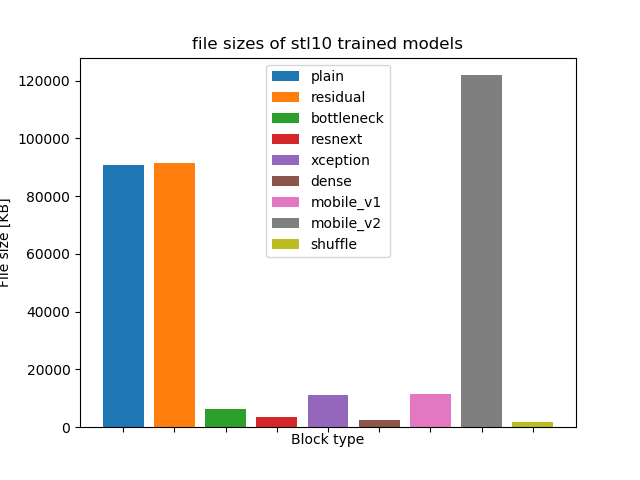 file sizes of stl10 trained models
120000
100000
80000
60000
40000
20000
0
File size [KB]
plain
residual
bottleneck
resnext
xception
dense
mobile_v1
mobile_v2
shuffle
Block type